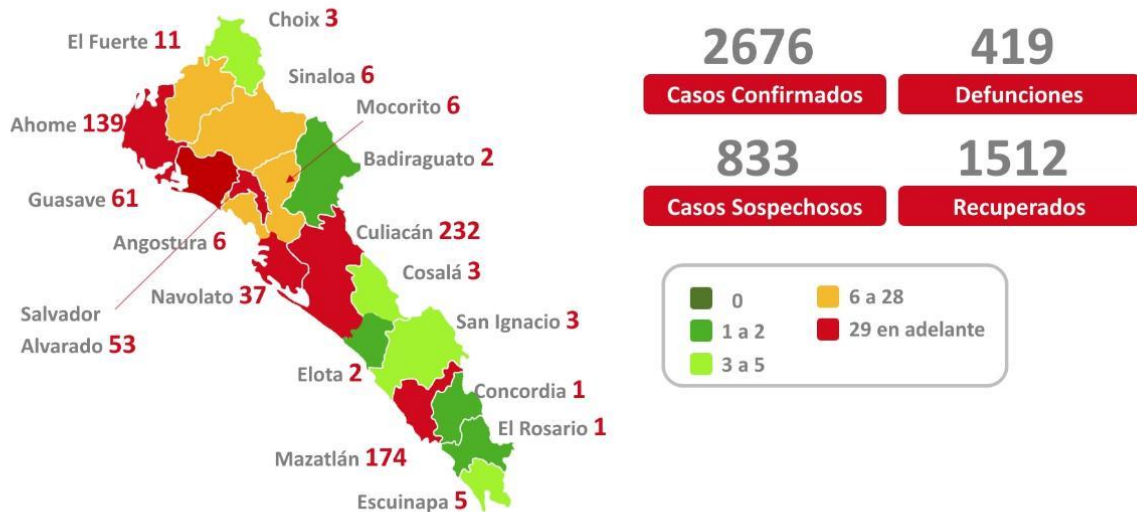 Choix 3
El Fuerte 11
Sinaloa 6
Mocorito 6
Ahome 139
Badiraguato 2
Guasave 61
Angostura 6
Culiacán 232
Cosalá 3
Navolato 37
Salvador
Alvarado 53
San Ignacio 3
Elota 2
Concordia 1
El Rosario 1
Mazatlán 174
Escuinapa 5
2676
Casos Confirmados
419
Defunciones
833
Casos Sospechosos
1512
Recuperados
0
1 a 2
3 a 5
6 a 28
29 en adelante